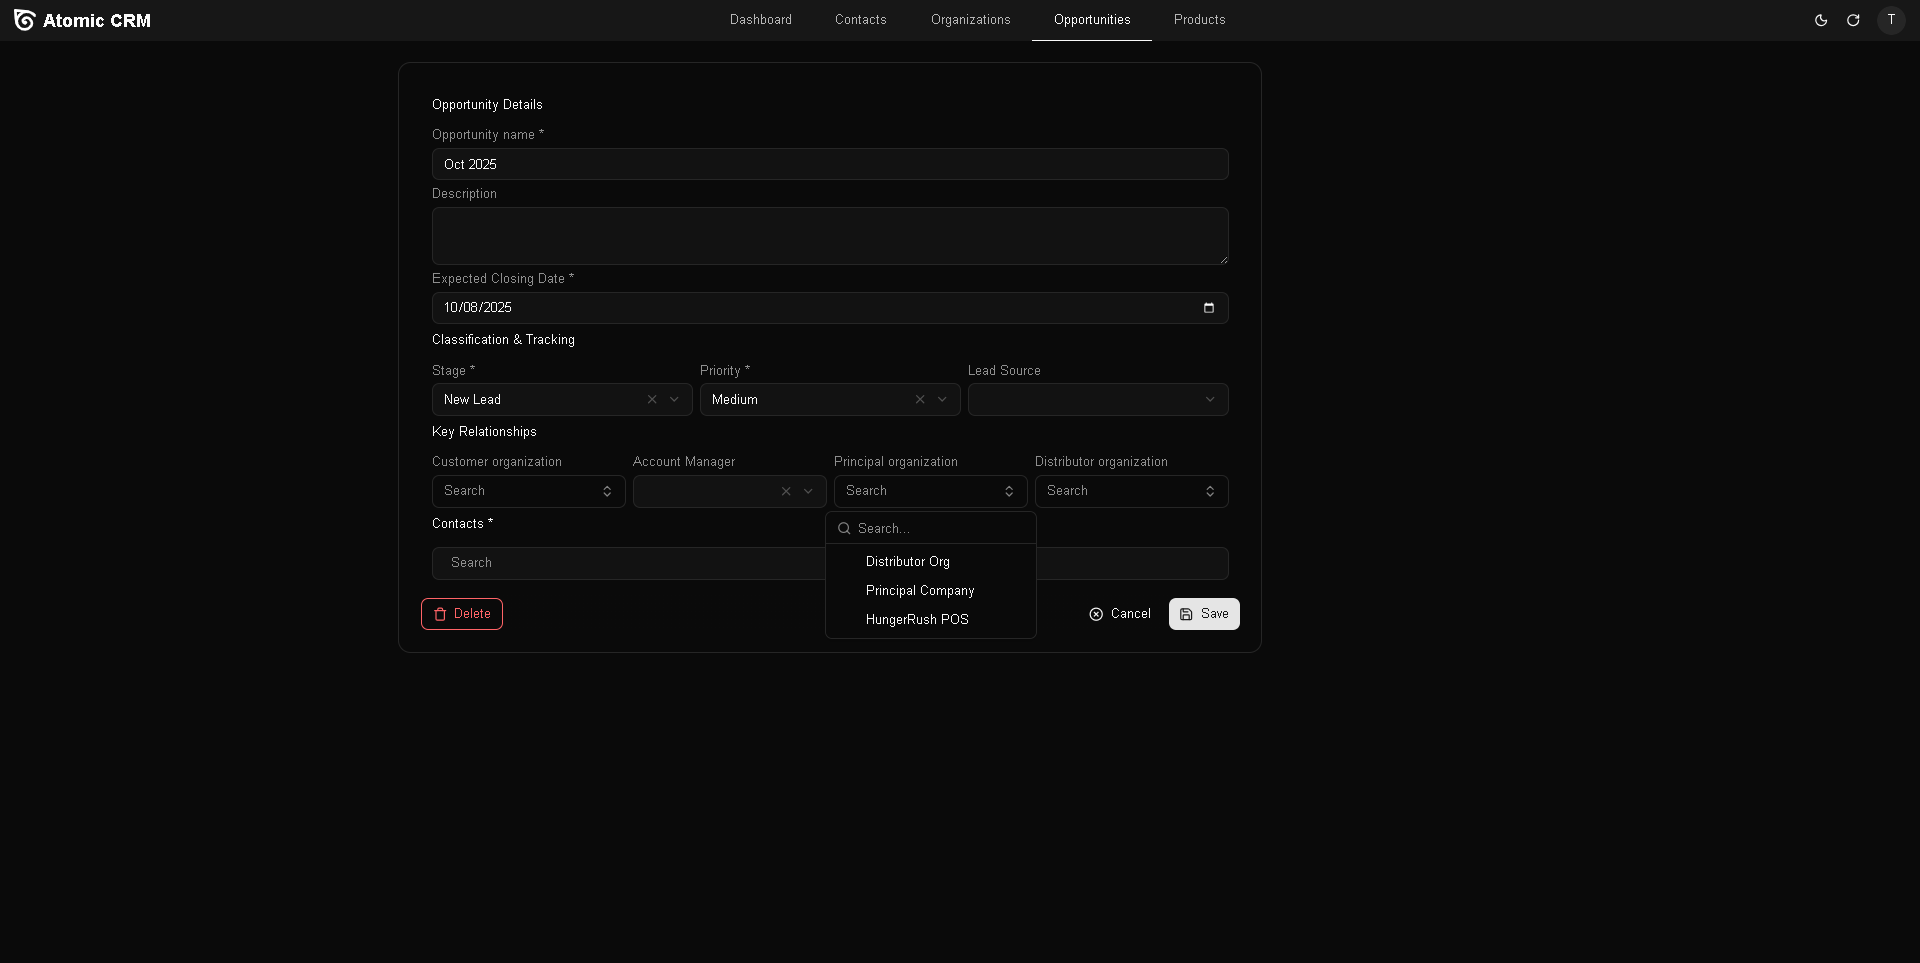 Atomic CRM
Dashboard
Contacts
Organizations
Opportunities
Products
T
Opportunity Details
Opportunity name *
Oct 2025
Description
Expected Closing Date *
10/08/2025
Classification & Tracking
Stage *
Priority *
Lead Source
New Lead
Medium
Key Relationships
Customer organization
Account Manager
Principal organization
Distributor organization
Search
Search
Search
Contacts *
Search
Search...
Distributor Org
Principal Company
HungerRush POS
Delete
Cancel
Save